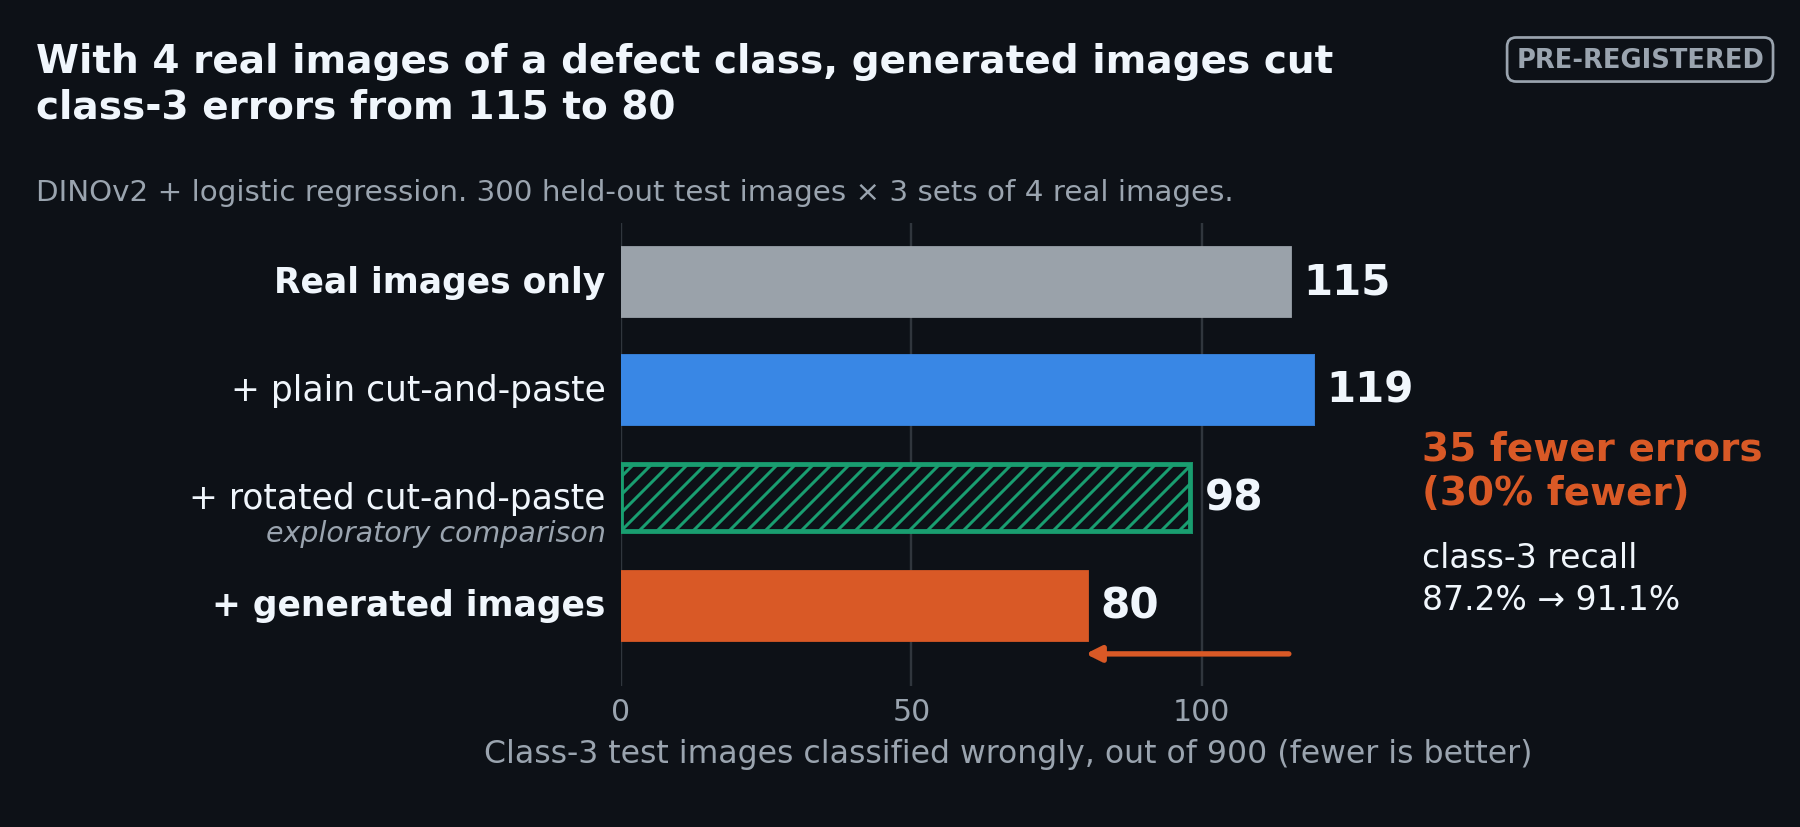 With 4 real images of a defect class, generated images cut
class-3 errors from 115 to 80
PRE-REGISTERED
DINOv2 + logistic regression. 300 held-out test images × 3 sets of 4 real images.
Real images only
115
+ plain cut-and-paste
119
+ rotated cut-and-paste
exploratory comparison
98
+ generated images
80
35 fewer errors
(30% fewer)
class-3 recall
87.2% → 91.1%
0 50 100
Class-3 test images classified wrongly, out of 900 (fewer is better)